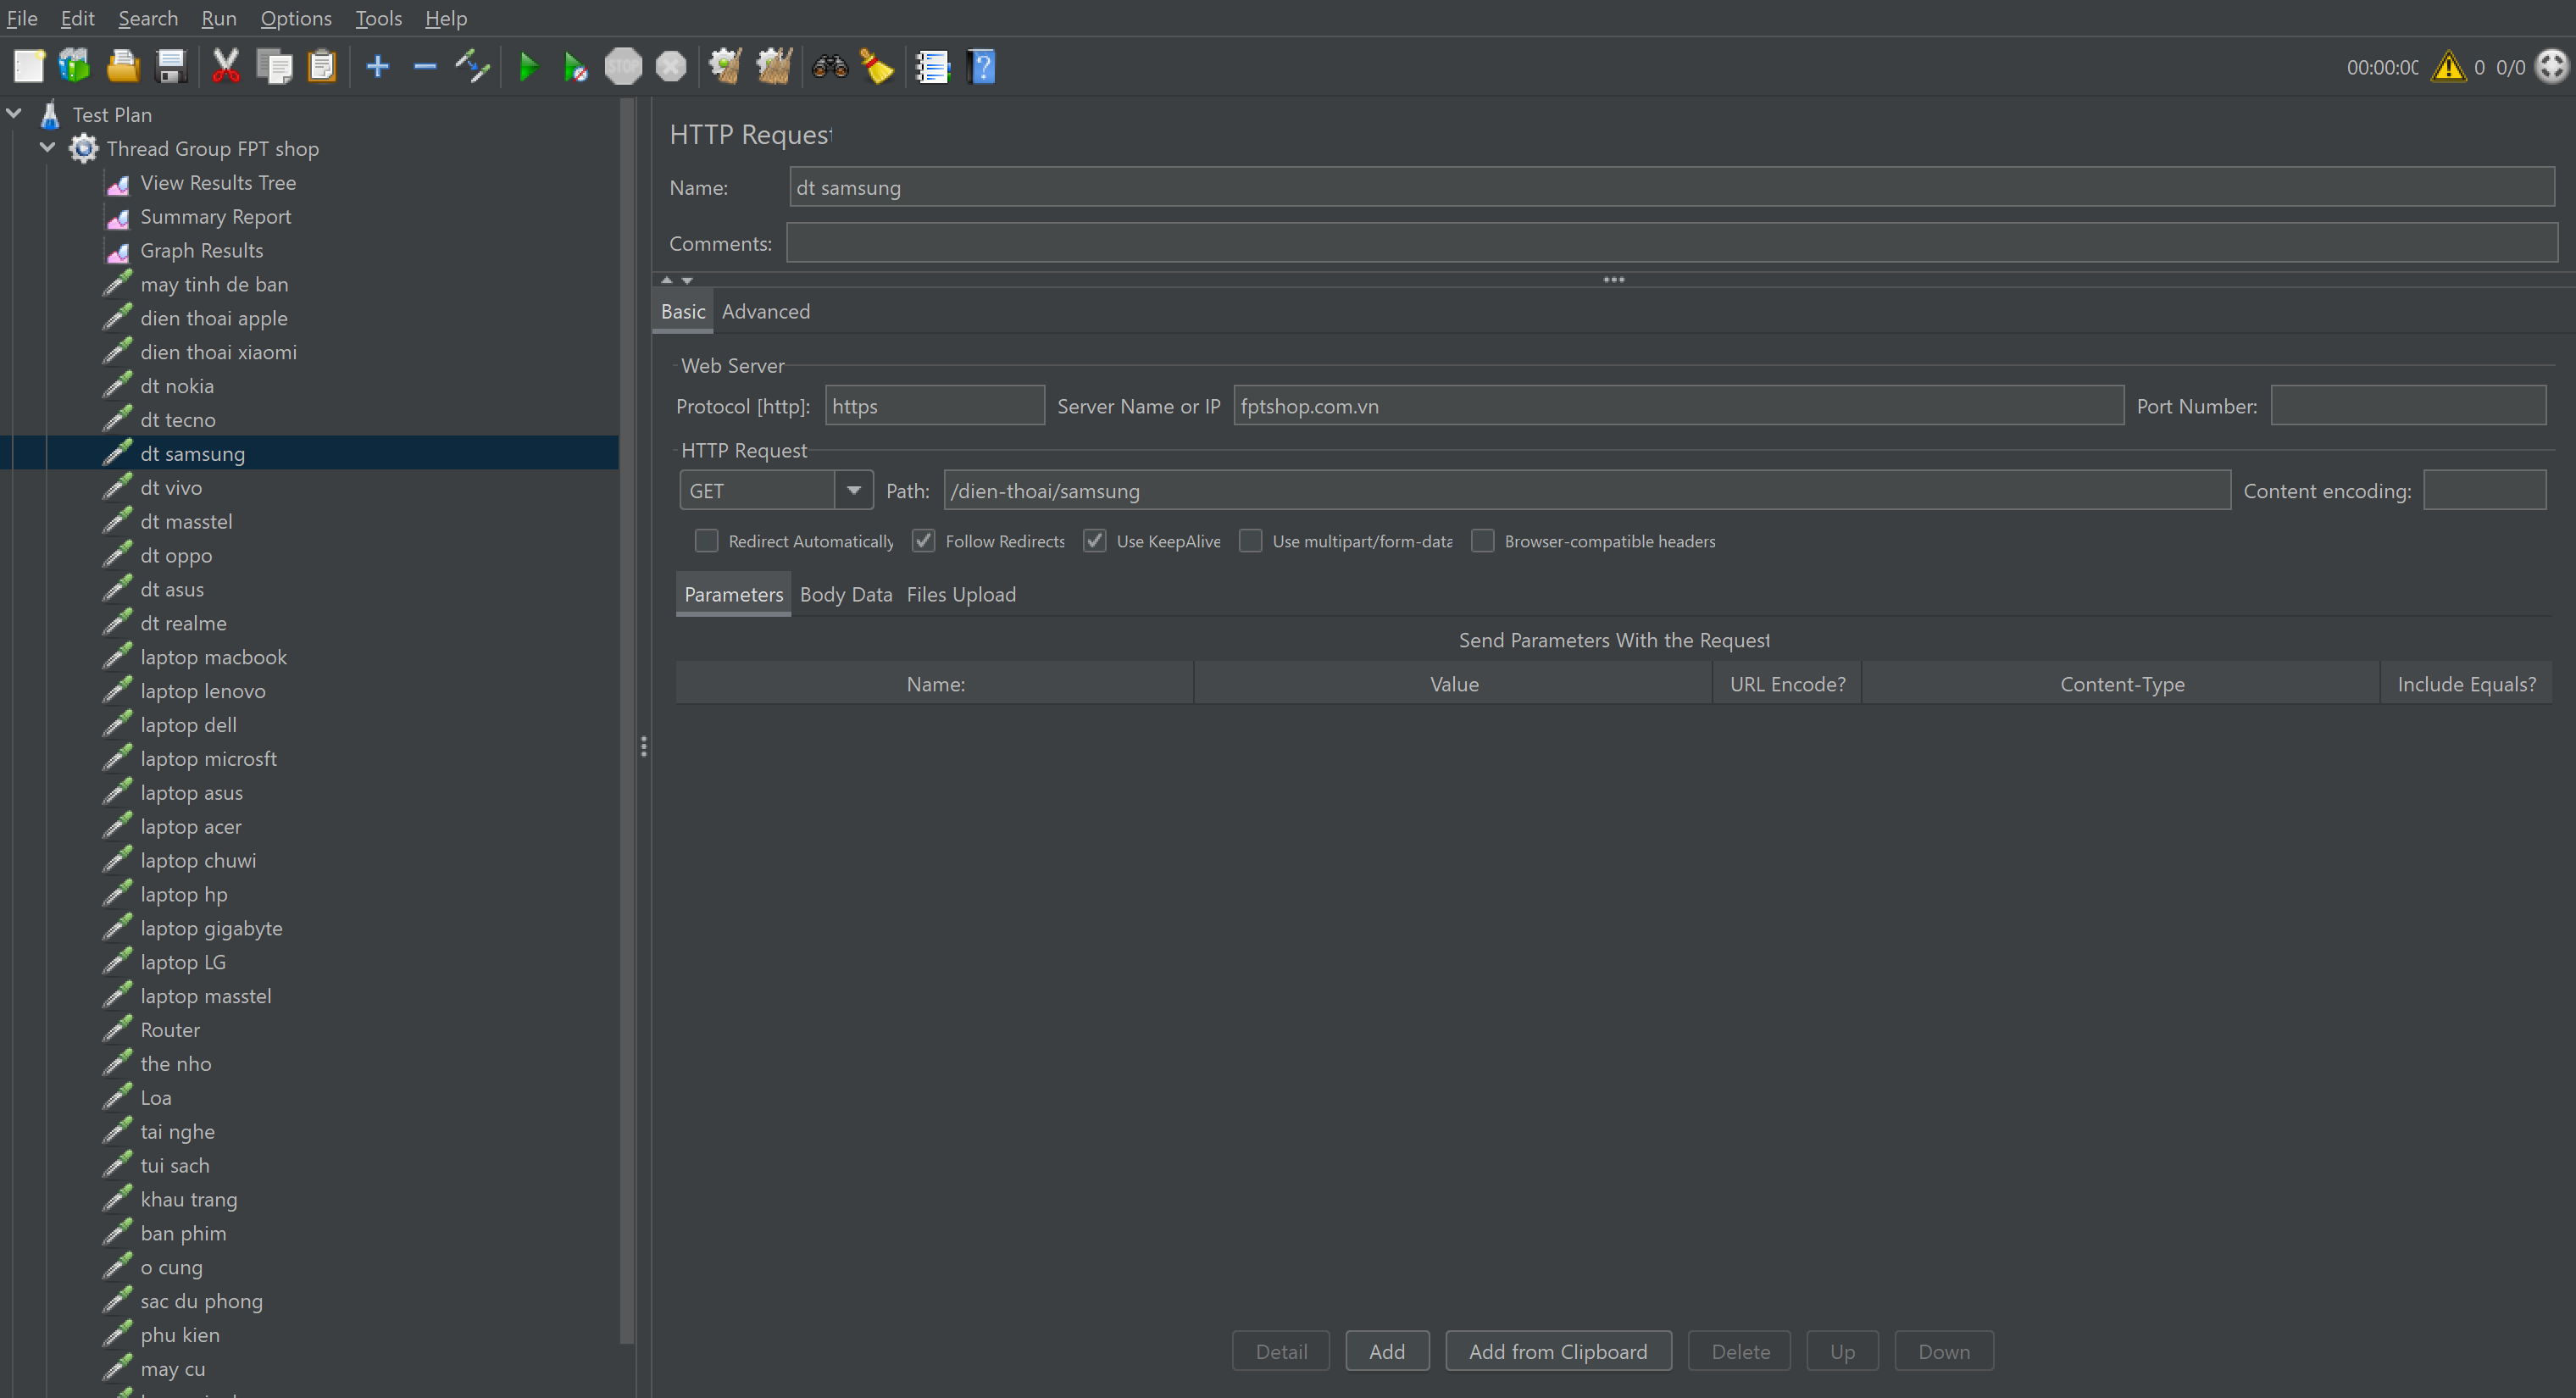 File Edit Search Run Options Tools Help
STOP
00:00:00 0 0/0
Test Plan
Thread Group FPT shop
View Results Tree
Summary Report
Graph Results
may tinh de ban
dien thoai apple
dien thoai xiaomi
dt nokia
dt tecno
dt samsung
dt vivo
dt masstel
dt oppo
dt asus
dt realme
laptop macbook
laptop lenovo
laptop dell
laptop microsft
laptop asus
laptop acer
laptop chuwi
laptop hp
laptop gigabyte
laptop LG
laptop masstel
Router
the nho
Loa
tai nghe
tui sach
khau trang
ban phim
o cung
sac du phong
phu kien
may cu
HTTP Request
Name: dt samsung
Comments:
Basic Advanced
Web Server
Protocol [http]: https Server Name or IP fptshop.com.vn Port Number:
HTTP Request
GET Path: /dien-thoai/samsung Content encoding:
Redirect Automatically Follow Redirects Use KeepAlive Use multipart/form-data Browser-compatible headers
Parameters Body Data Files Upload
Send Parameters With the Request
Name: Value URL Encode? Content-Type Include Equals?
Detail Add Add from Clipboard Delete Up Down